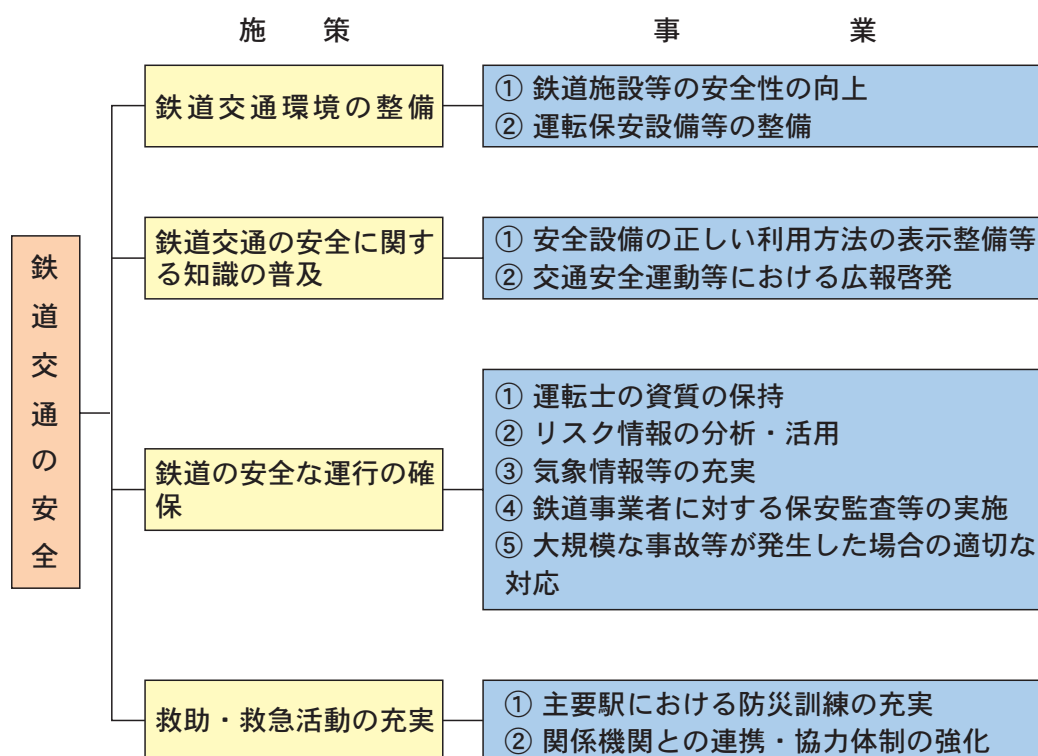 施策 事業
鉄道交通の安全
鉄道交通環境の整備
① 鉄道施設等の安全性の向上
② 運転保安設備等の整備
鉄道交通の安全に関す
る知識の普及
① 安全設備の正しい利用方法の表示整備等
② 交通安全運動等における広報啓発
鉄道の安全な運行の確
保
① 運転士の資質の保持
② リスク情報の分析・活用
③ 気象情報等の充実
④ 鉄道事業者に対する保安監査等の実施
⑤ 大規模な事故等が発生した場合の適切な
対応
救助・救急活動の充実
① 主要駅における防災訓練の充実
② 関係機関との連携・協力体制の強化